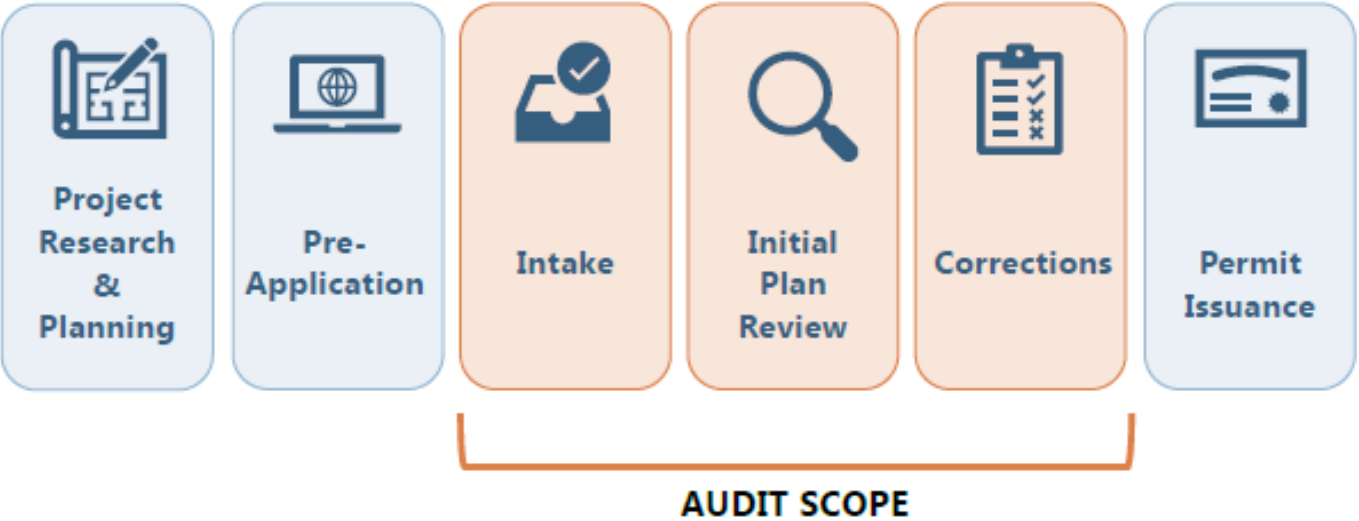 Project
Research
&
Planning
Pre-
Application
Intake
Initial
Plan
Review
Corrections
Permit
Issuance
AUDIT SCOPE